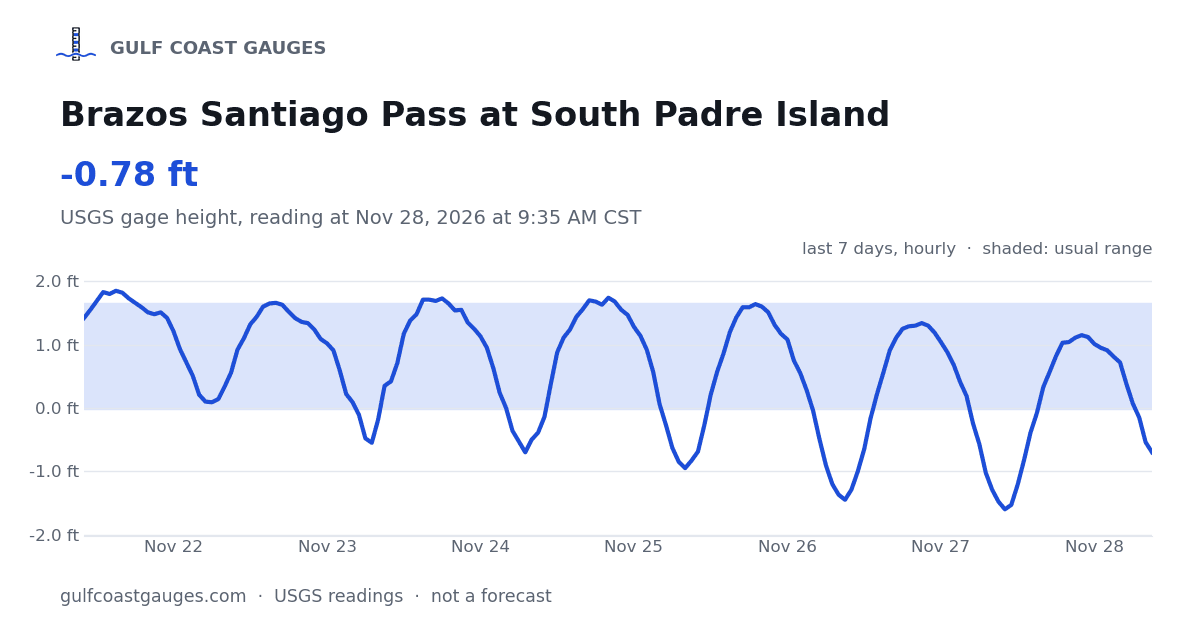 GULF COAST GAUGES
Brazos Santiago Pass at South Padre Island
-0.78 ft
USGS gage height, reading at Nov 28, 2026 at 9:35 AM CST
last 7 days, hourly · shaded: usual range
2.0 ft
1.0 ft
0.0 ft
-1.0 ft
-2.0 ft
Nov 22 Nov 23 Nov 24 Nov 25 Nov 26 Nov 27 Nov 28
gulfcoastgauges.com · USGS readings · not a forecast